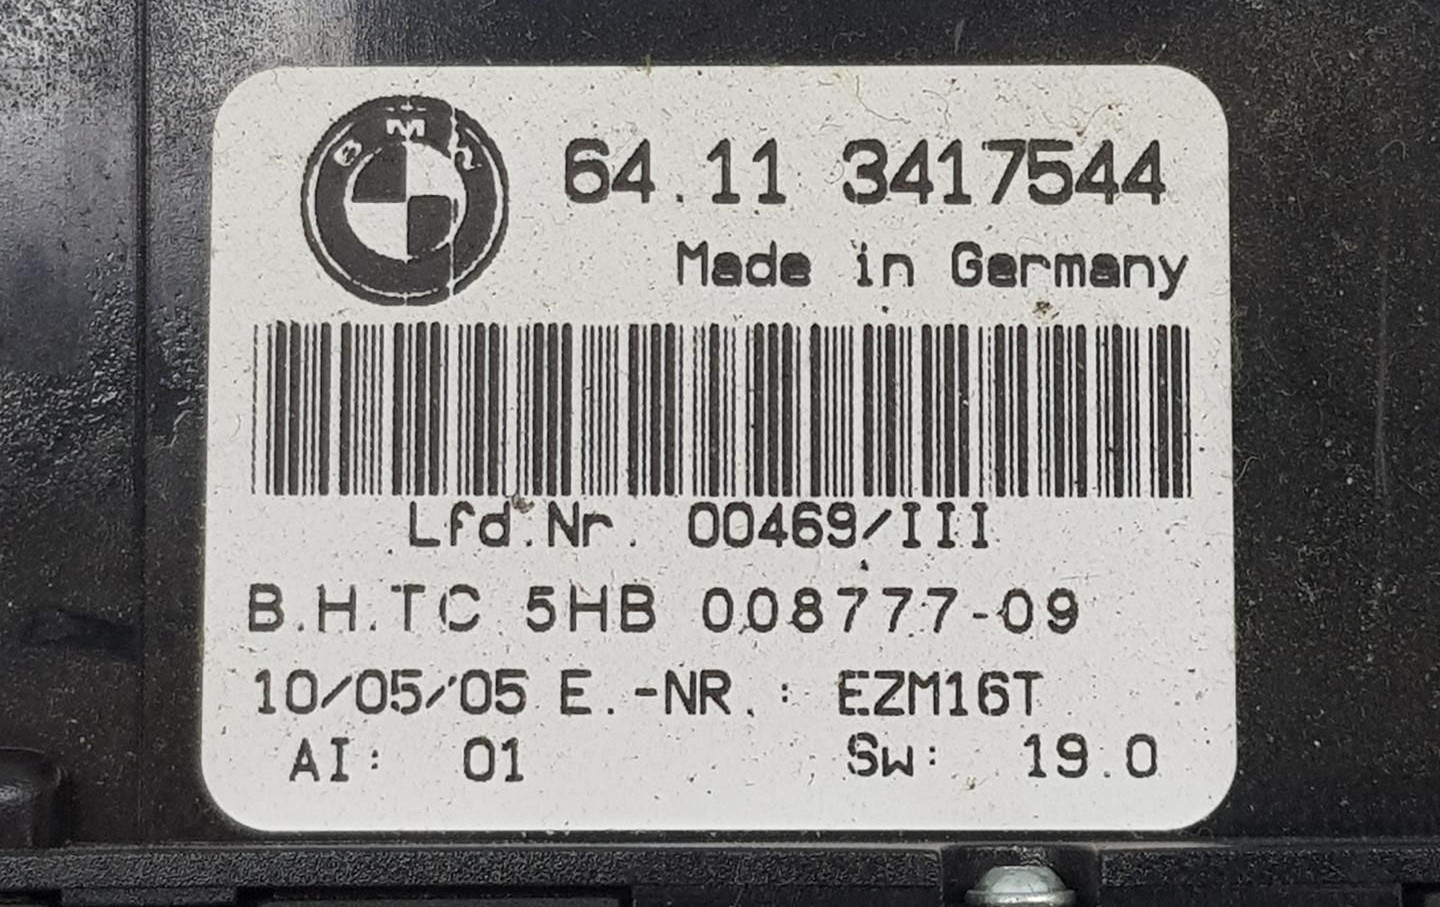 BMW
64.11 3417544
Made in Germany
Lfd.Nr. 00469/III
B.H.TC 5HB 008777-09
10/05/05 E.-NR.: EZM16T
AI: 01 Sw: 19.0